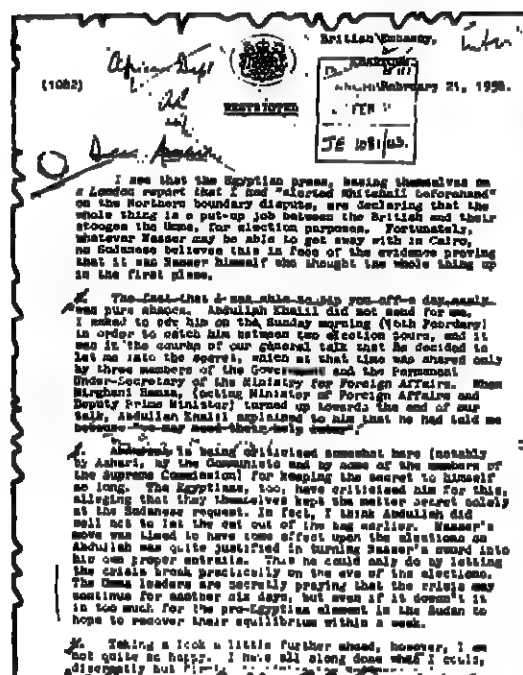 British Embassy,
KHARTOUM.
(1082)
African Dept
February 21, 1958.
RESTRICTED
FEB
JE 1081/
Dear
I see that the Egyptian press, basing themselves on
a London report that I had "alerted Whitehall beforehand"
on the Northern boundary dispute, are declaring that the
whole thing is a put-up job between the British and their
stooges the Umma, for election purposes. Fortunately,
whatever Nasser may be able to get away with in Cairo,
no Sudanese believes this in face of the evidence proving
that it was Nasser himself who thought the whole thing up
in the first place.
2. The fact that I was able to tip you off a day early
was pure chance. Abdullah Khalil did not send for me.
I asked to see him on the Sunday morning (16th February)
in order to catch him between two election tours, and it
was in the course of our general talk that he decided to
let me into the secret, which at that time was shared only
by three members of the Government and the Permanent
Under-Secretary of the Ministry for Foreign Affairs. When
Mirghani Hamza, (acting Minister of Foreign Affairs and
Deputy Prime Minister) turned up towards the end of our
talk, Abdullah Khalil explained to him that he had told me
because "we may need their help later".
3. Abdullah is being criticised somewhat here (notably
by Azhari, by the Communists and by some of the members of
the Supreme Commission) for keeping the secret to himself
so long. The Egyptians, too, have criticised him for this,
alleging that they themselves kept the matter secret solely
at the Sudanese request. In fact, I think Abdullah did
well not to let the cat out of the bag earlier. Nasser's
move was timed to have some effect upon the elections and
Abdullah was quite justified in turning Nasser's sword into
his own proper entrails. This he could only do by letting
the crisis break practically on the eve of the elections.
The Umma leaders are secretly praying that the crisis may
continue for another six days, but even if it doesn't it
is too much for the pro-Egyptian element in the Sudan to
hope to recover their equilibrium within a week.
4. Taking a look a little further ahead, however, I am
not quite so happy. I have all along done what I could,
discreetly but